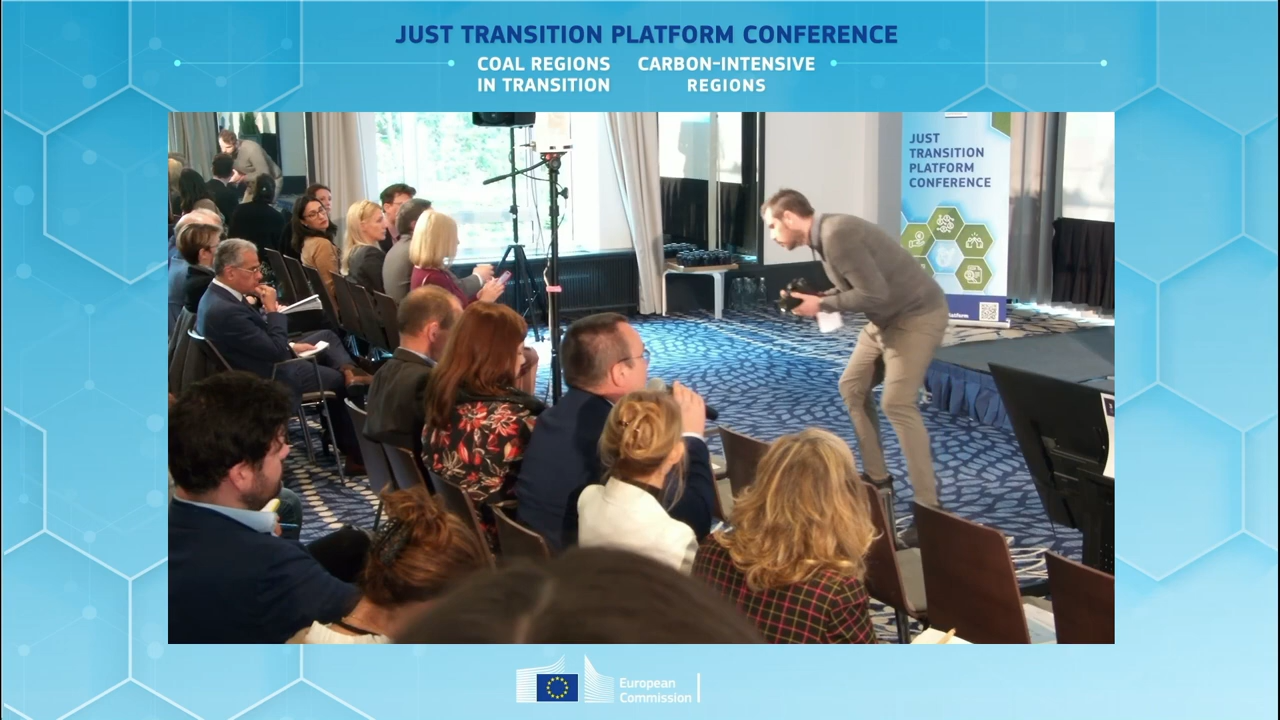 JUST TRANSITION PLATFORM CONFERENCE
COAL REGIONS
IN TRANSITION
CARBON-INTENSIVE
REGIONS
JUST
TRANSITION
PLATFORM
CONFERENCE
European
Commission